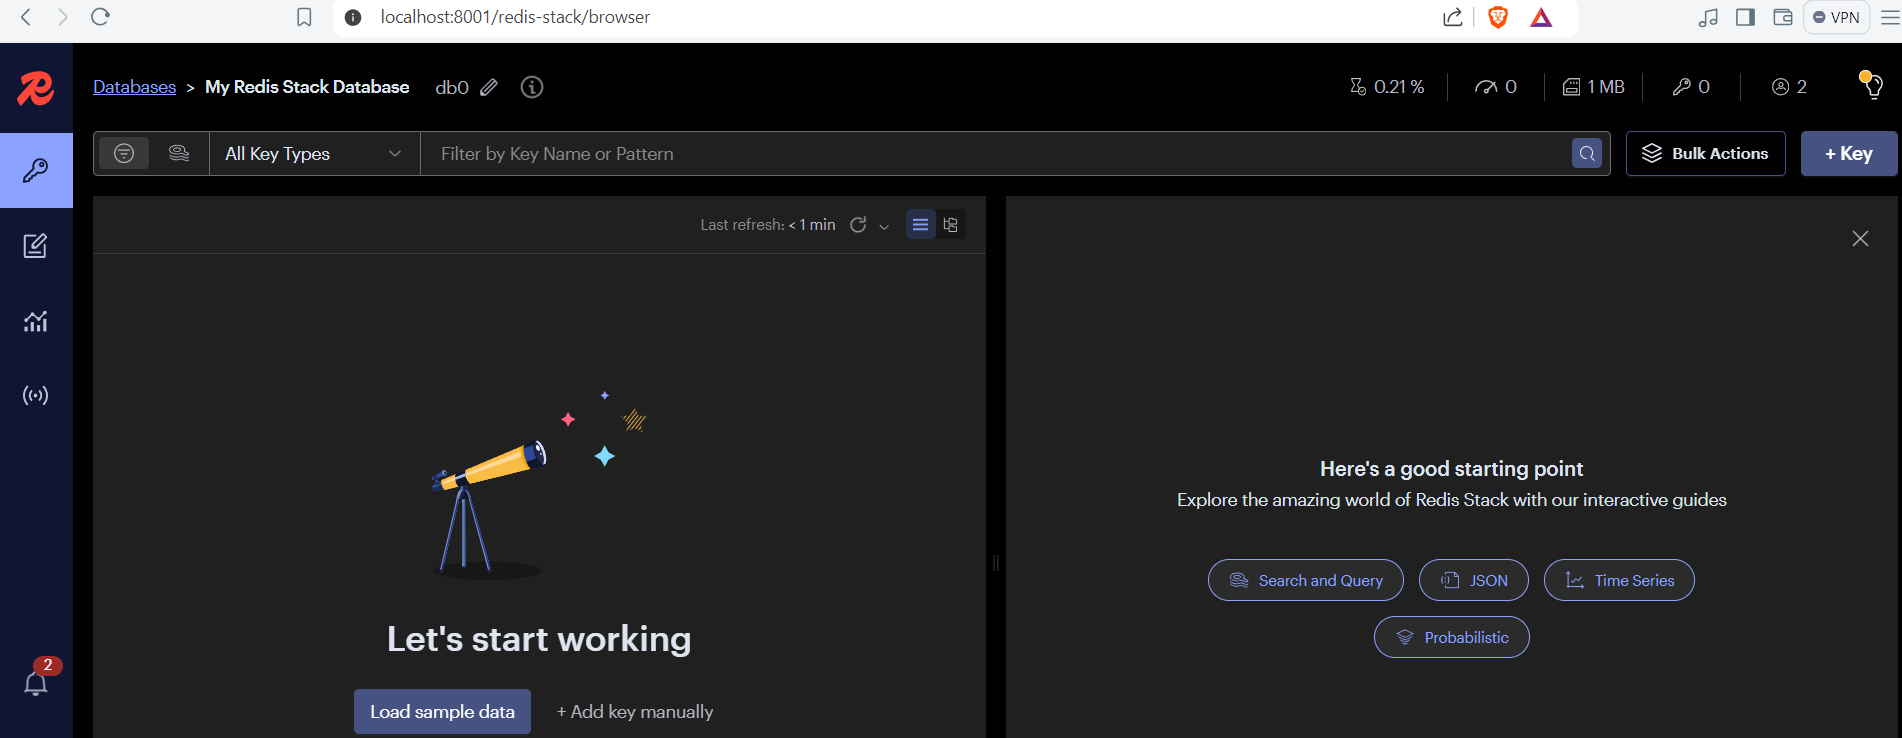 localhost:8001/redis-stack/browser
VPN
Databases > My Redis Stack Database db0
0.21 % 0 1 MB 0 2
All Key Types Filter by Key Name or Pattern Bulk Actions + Key
Last refresh: < 1 min
Here's a good starting point
Explore the amazing world of Redis Stack with our interactive guides
Search and Query JSON Time Series
Probabilistic
Let's start working
2
Load sample data + Add key manually